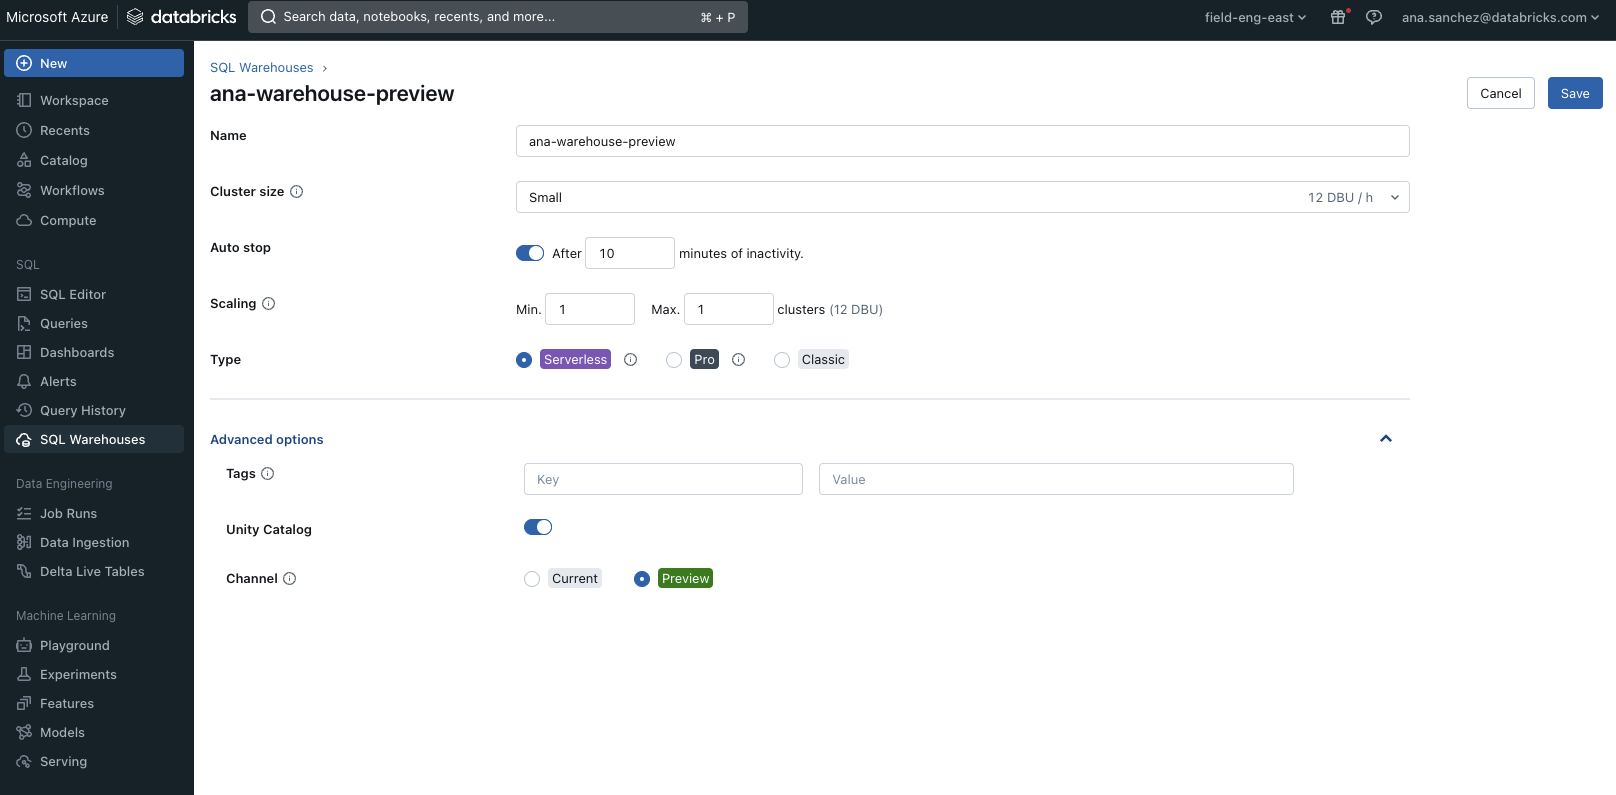 Microsoft Azure databricks Search data, notebooks, recents, and more... ⌘ + P field-eng-east ana.sanchez@databricks.com
New
Workspace
Recents
Catalog
Workflows
Compute
SQL
SQL Editor
Queries
Dashboards
Alerts
Query History
SQL Warehouses
Data Engineering
Job Runs
Data Ingestion
Delta Live Tables
Machine Learning
Playground
Experiments
Features
Models
Serving
SQL Warehouses ›
ana-warehouse-preview Cancel Save
Name ana-warehouse-preview
Cluster size Small 12 DBU / h
Auto stop After 10 minutes of inactivity.
Scaling Min. 1 Max. 1 clusters (12 DBU)
Type Serverless Pro Classic
Advanced options
Tags Key Value
Unity Catalog
Channel Current Preview